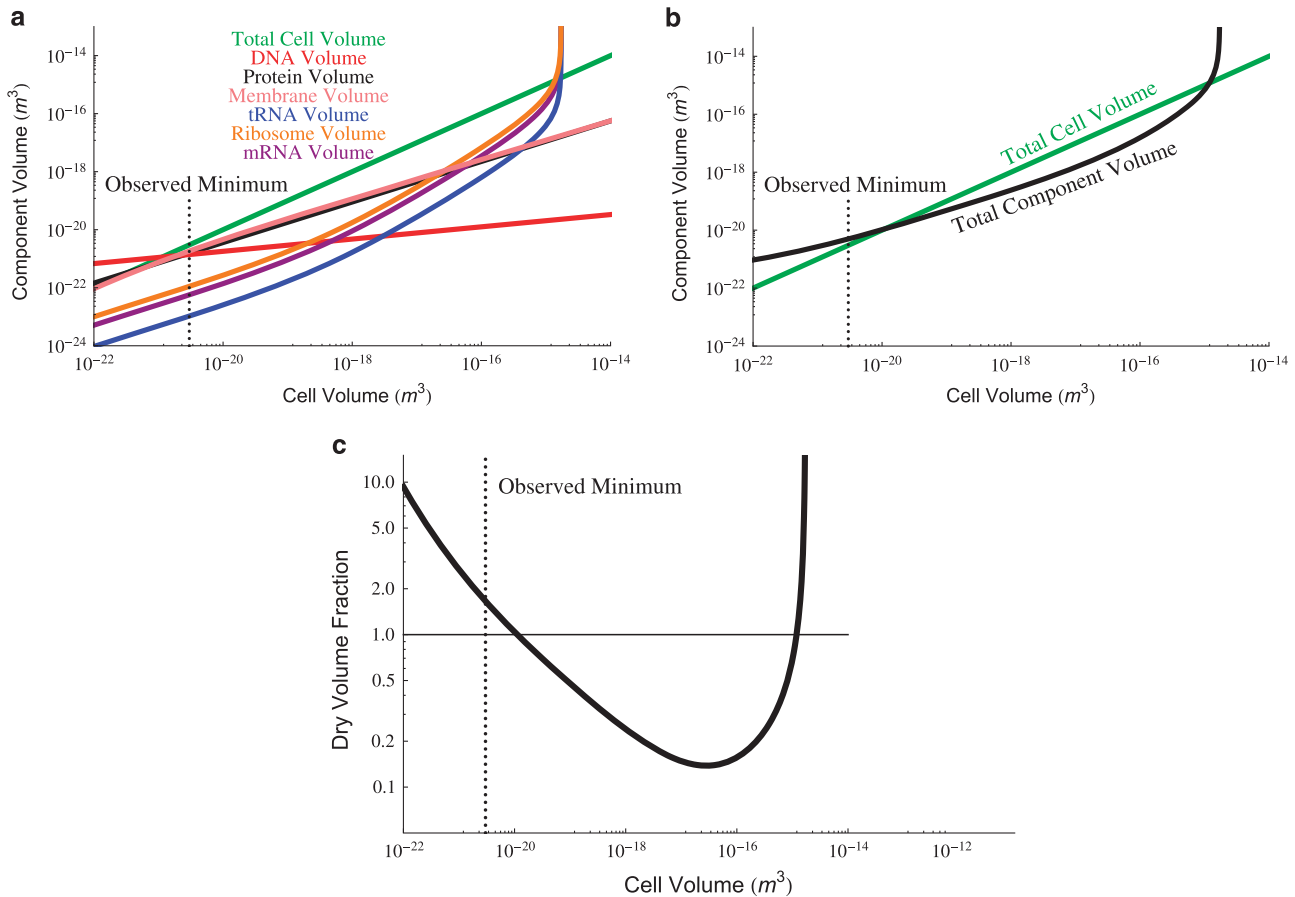 a
Total Cell Volume
DNA Volume
Protein Volume
Membrane Volume
tRNA Volume
Ribosome Volume
mRNA Volume
Observed Minimum
Component Volume (m³)
10⁻¹⁴
10⁻¹⁶
10⁻¹⁸
10⁻²⁰
10⁻²²
10⁻²⁴
10⁻²² 10⁻²⁰ 10⁻¹⁸ 10⁻¹⁶ 10⁻¹⁴
Cell Volume (m³)
b
Total Cell Volume
Observed Minimum
Total Component Volume
Component Volume (m³)
10⁻¹⁴
10⁻¹⁶
10⁻¹⁸
10⁻²⁰
10⁻²²
10⁻²⁴
10⁻²² 10⁻²⁰ 10⁻¹⁸ 10⁻¹⁶ 10⁻¹⁴
Cell Volume (m³)
c
Observed Minimum
Dry Volume Fraction
10.0
5.0
2.0
1.0
0.5
0.2
0.1
10⁻²² 10⁻²⁰ 10⁻¹⁸ 10⁻¹⁶ 10⁻¹⁴ 10⁻¹²
Cell Volume (m³)